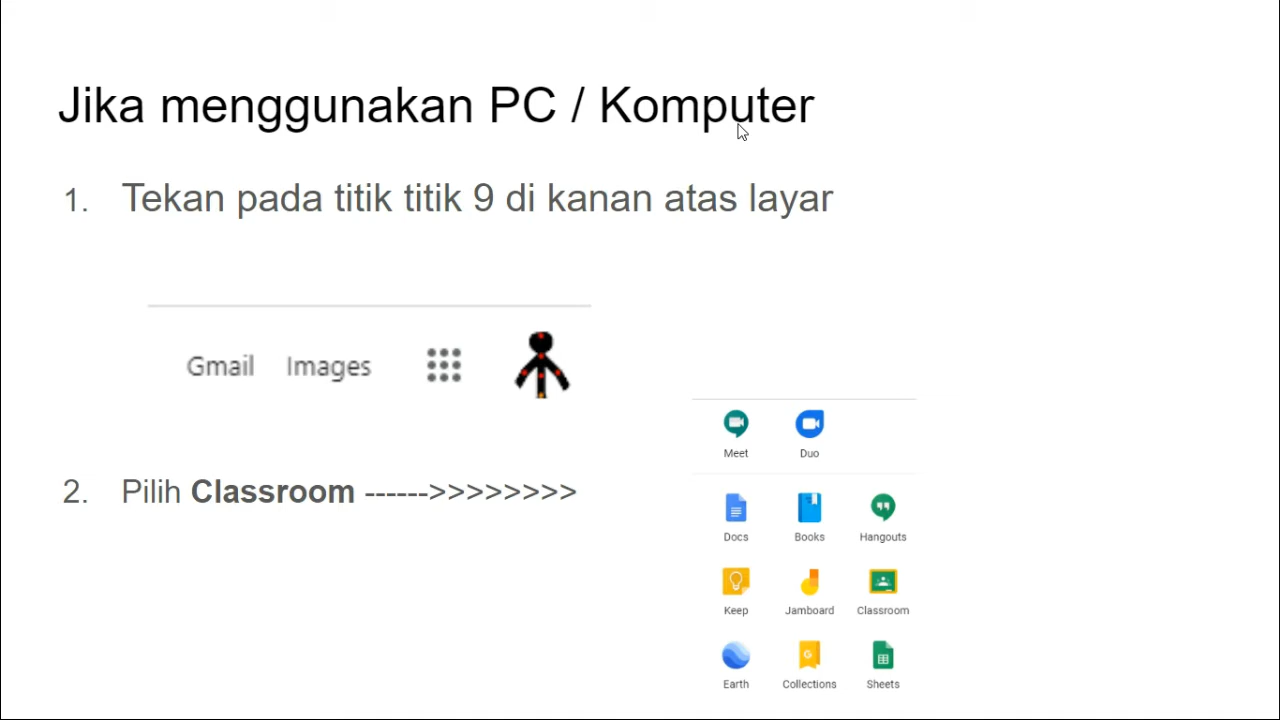 Jika menggunakan PC / Komputer
1. Tekan pada titik titik 9 di kanan atas layar
Gmail Images
2. Pilih Classroom ------>>>>>>>>
Meet Duo
Docs Books Hangouts
Keep Jamboard Classroom
Earth Collections Sheets